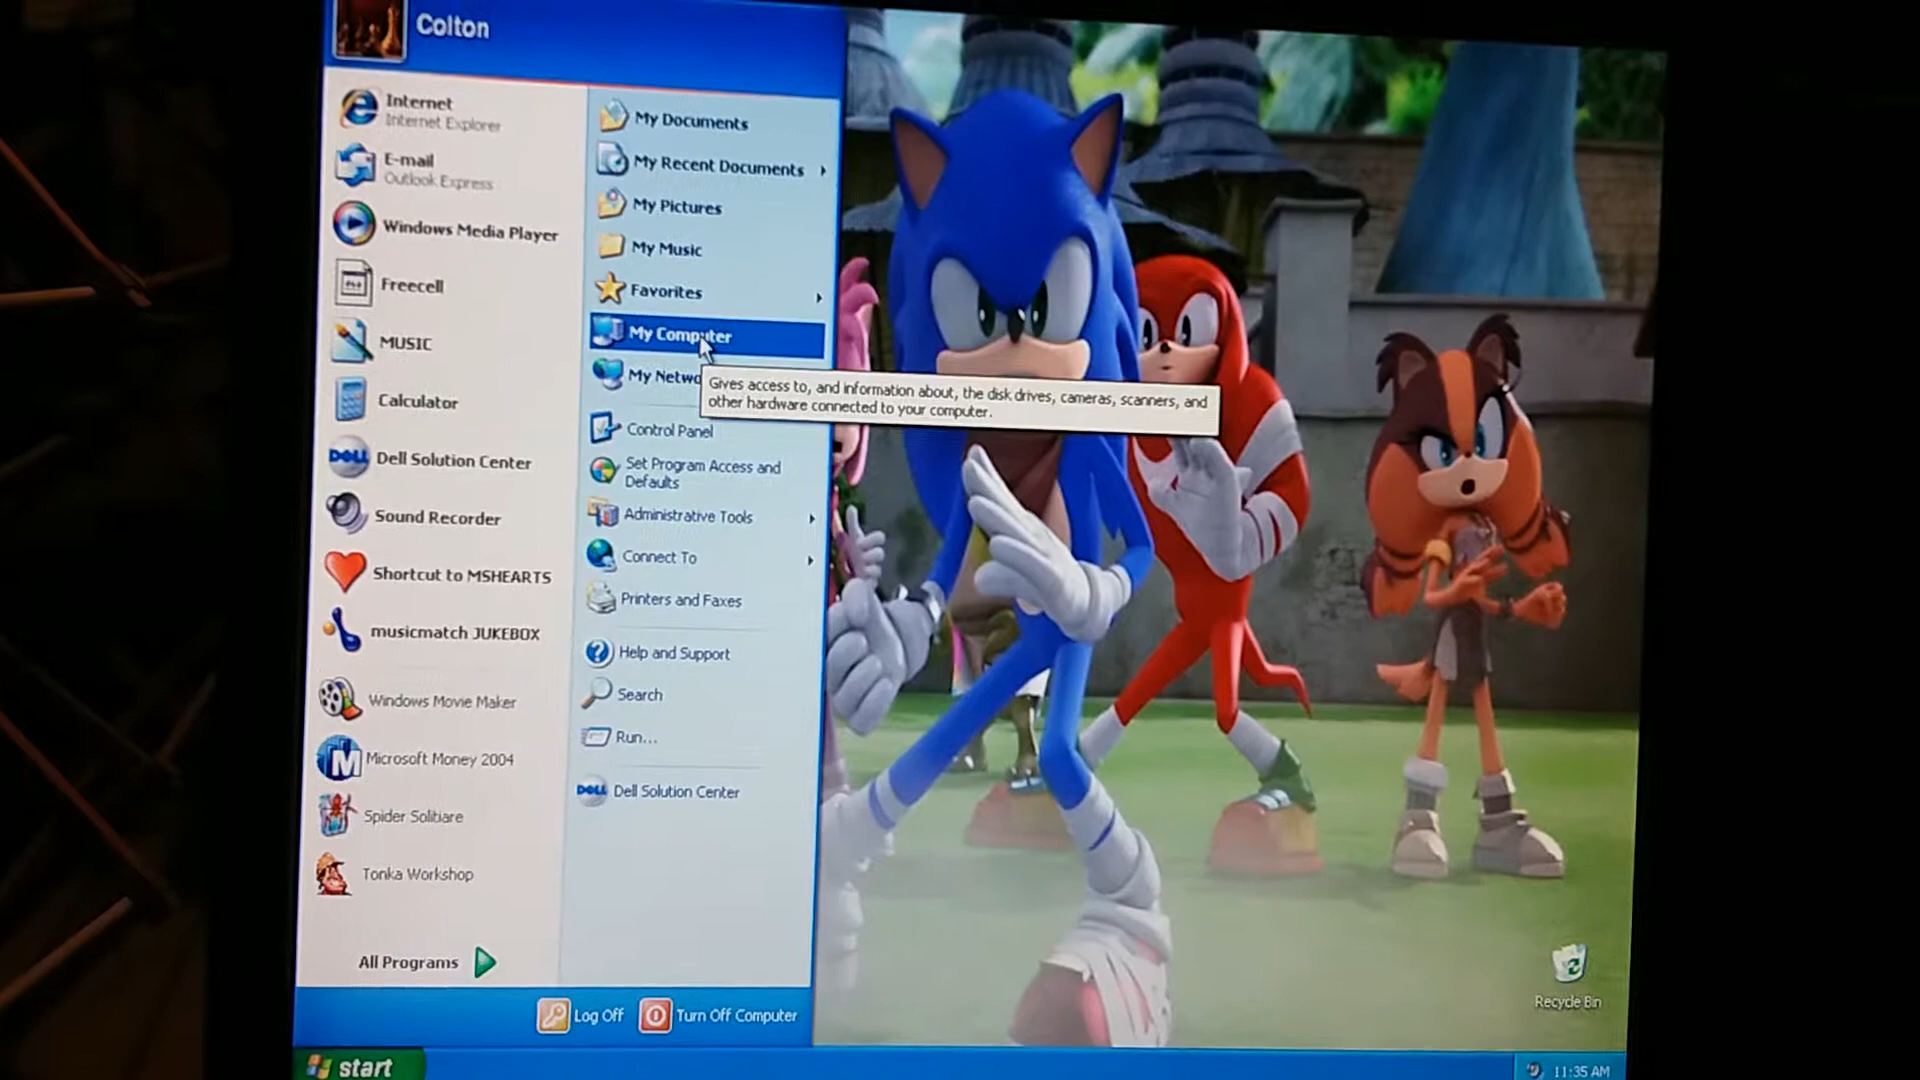 Colton
Internet
Internet Explorer
E-mail
Outlook Express
Windows Media Player
Freecell
MUSIC
Calculator
DELL
Dell Solution Center
Sound Recorder
Shortcut to MSHEARTS
musicmatch JUKEBOX
Windows Movie Maker
Microsoft Money 2004
Spider Solitiare
Tonka Workshop
All Programs
My Documents
My Recent Documents
My Pictures
My Music
Favorites
My Computer
My Netwo
Gives access to, and information about, the disk drives, cameras, scanners, and
other hardware connected to your computer.
Control Panel
Set Program Access and
Defaults
Administrative Tools
Connect To
Printers and Faxes
Help and Support
Search
Run...
DELL
Dell Solution Center
Log Off
Turn Off Computer
Recycle Bin
start
11:35 AM